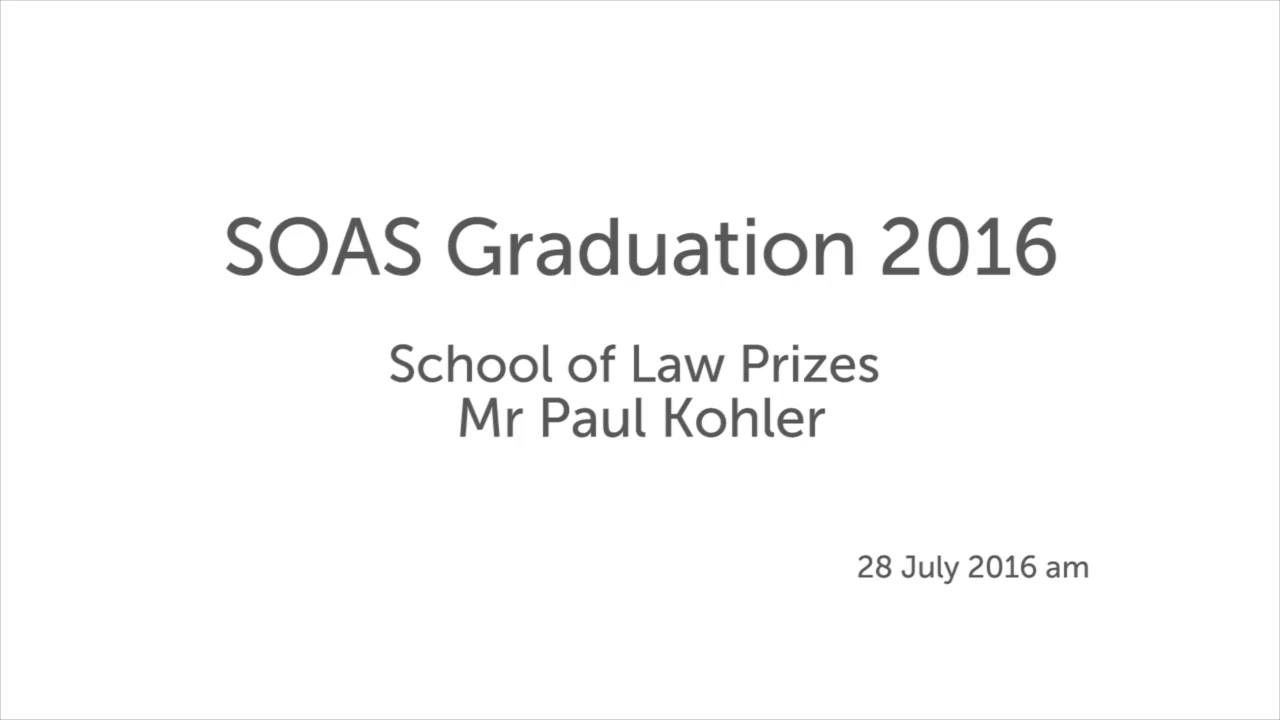 SOAS Graduation 2016
School of Law Prizes
Mr Paul Kohler
28 July 2016 am